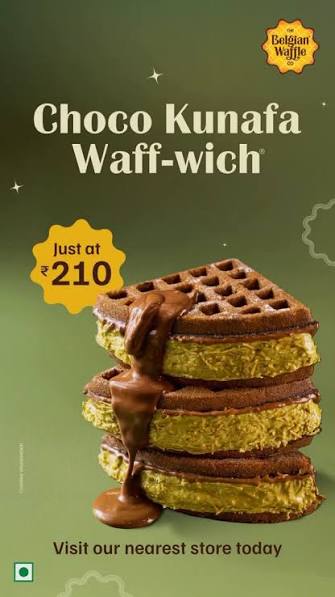 THE
Belgian
Waffle
CO
Choco Kunafa
Waff-wich®
Just at
₹210
Visit our nearest store today